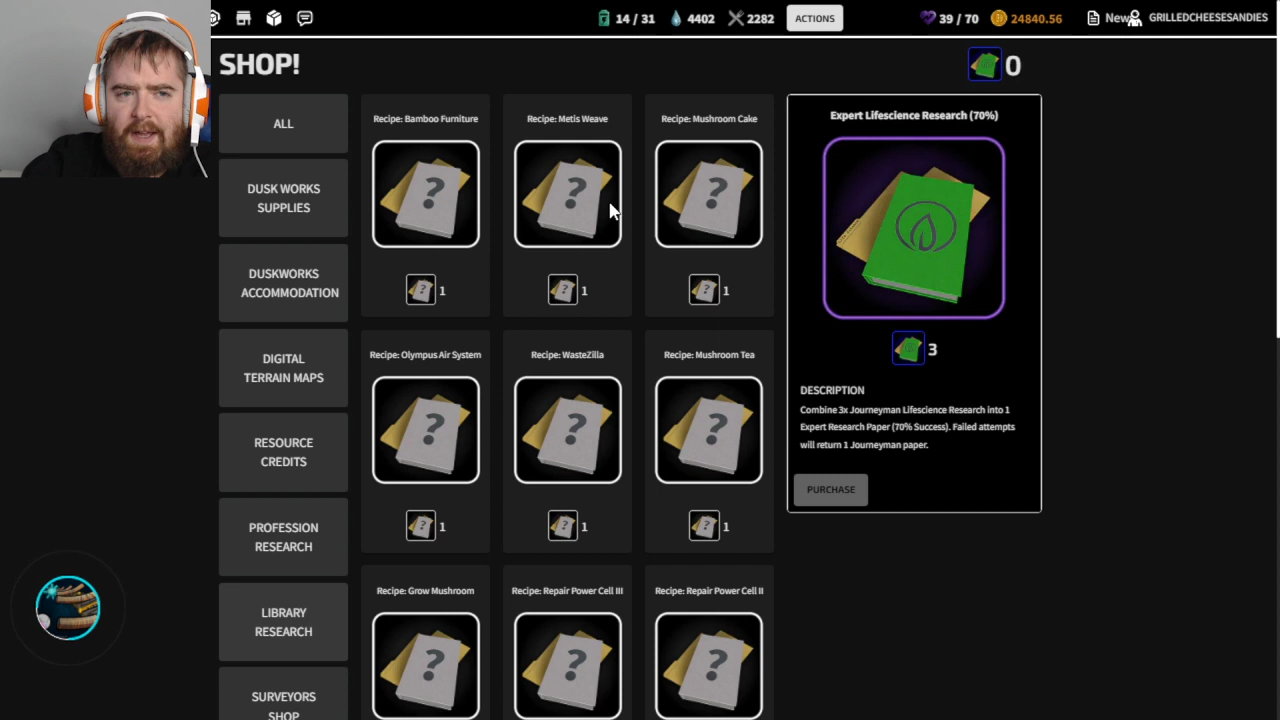 14 / 31
4402
2282
ACTIONS
39 / 70
24840.56
New
GRILLEDCHEESESANDIES
SHOP!
0
ALL
DUSK WORKS
SUPPLIES
DUSKWORKS
ACCOMMODATION
DIGITAL
TERRAIN MAPS
RESOURCE
CREDITS
PROFESSION
RESEARCH
LIBRARY
RESEARCH
SURVEYORS
SHOP
Recipe: Bamboo Furniture
?
1
Recipe: Metis Weave
?
1
Recipe: Mushroom Cake
?
1
Recipe: Olympus Air System
?
1
Recipe: WasteZilla
?
1
Recipe: Mushroom Tea
?
1
Recipe: Grow Mushroom
?
Recipe: Repair Power Cell III
?
Recipe: Repair Power Cell II
?
Expert Lifescience Research (70%)
3
DESCRIPTION
Combine 3x Journeyman Lifescience Research into 1
Expert Research Paper (70% Success). Failed attempts
will return 1 Journeyman paper.
PURCHASE